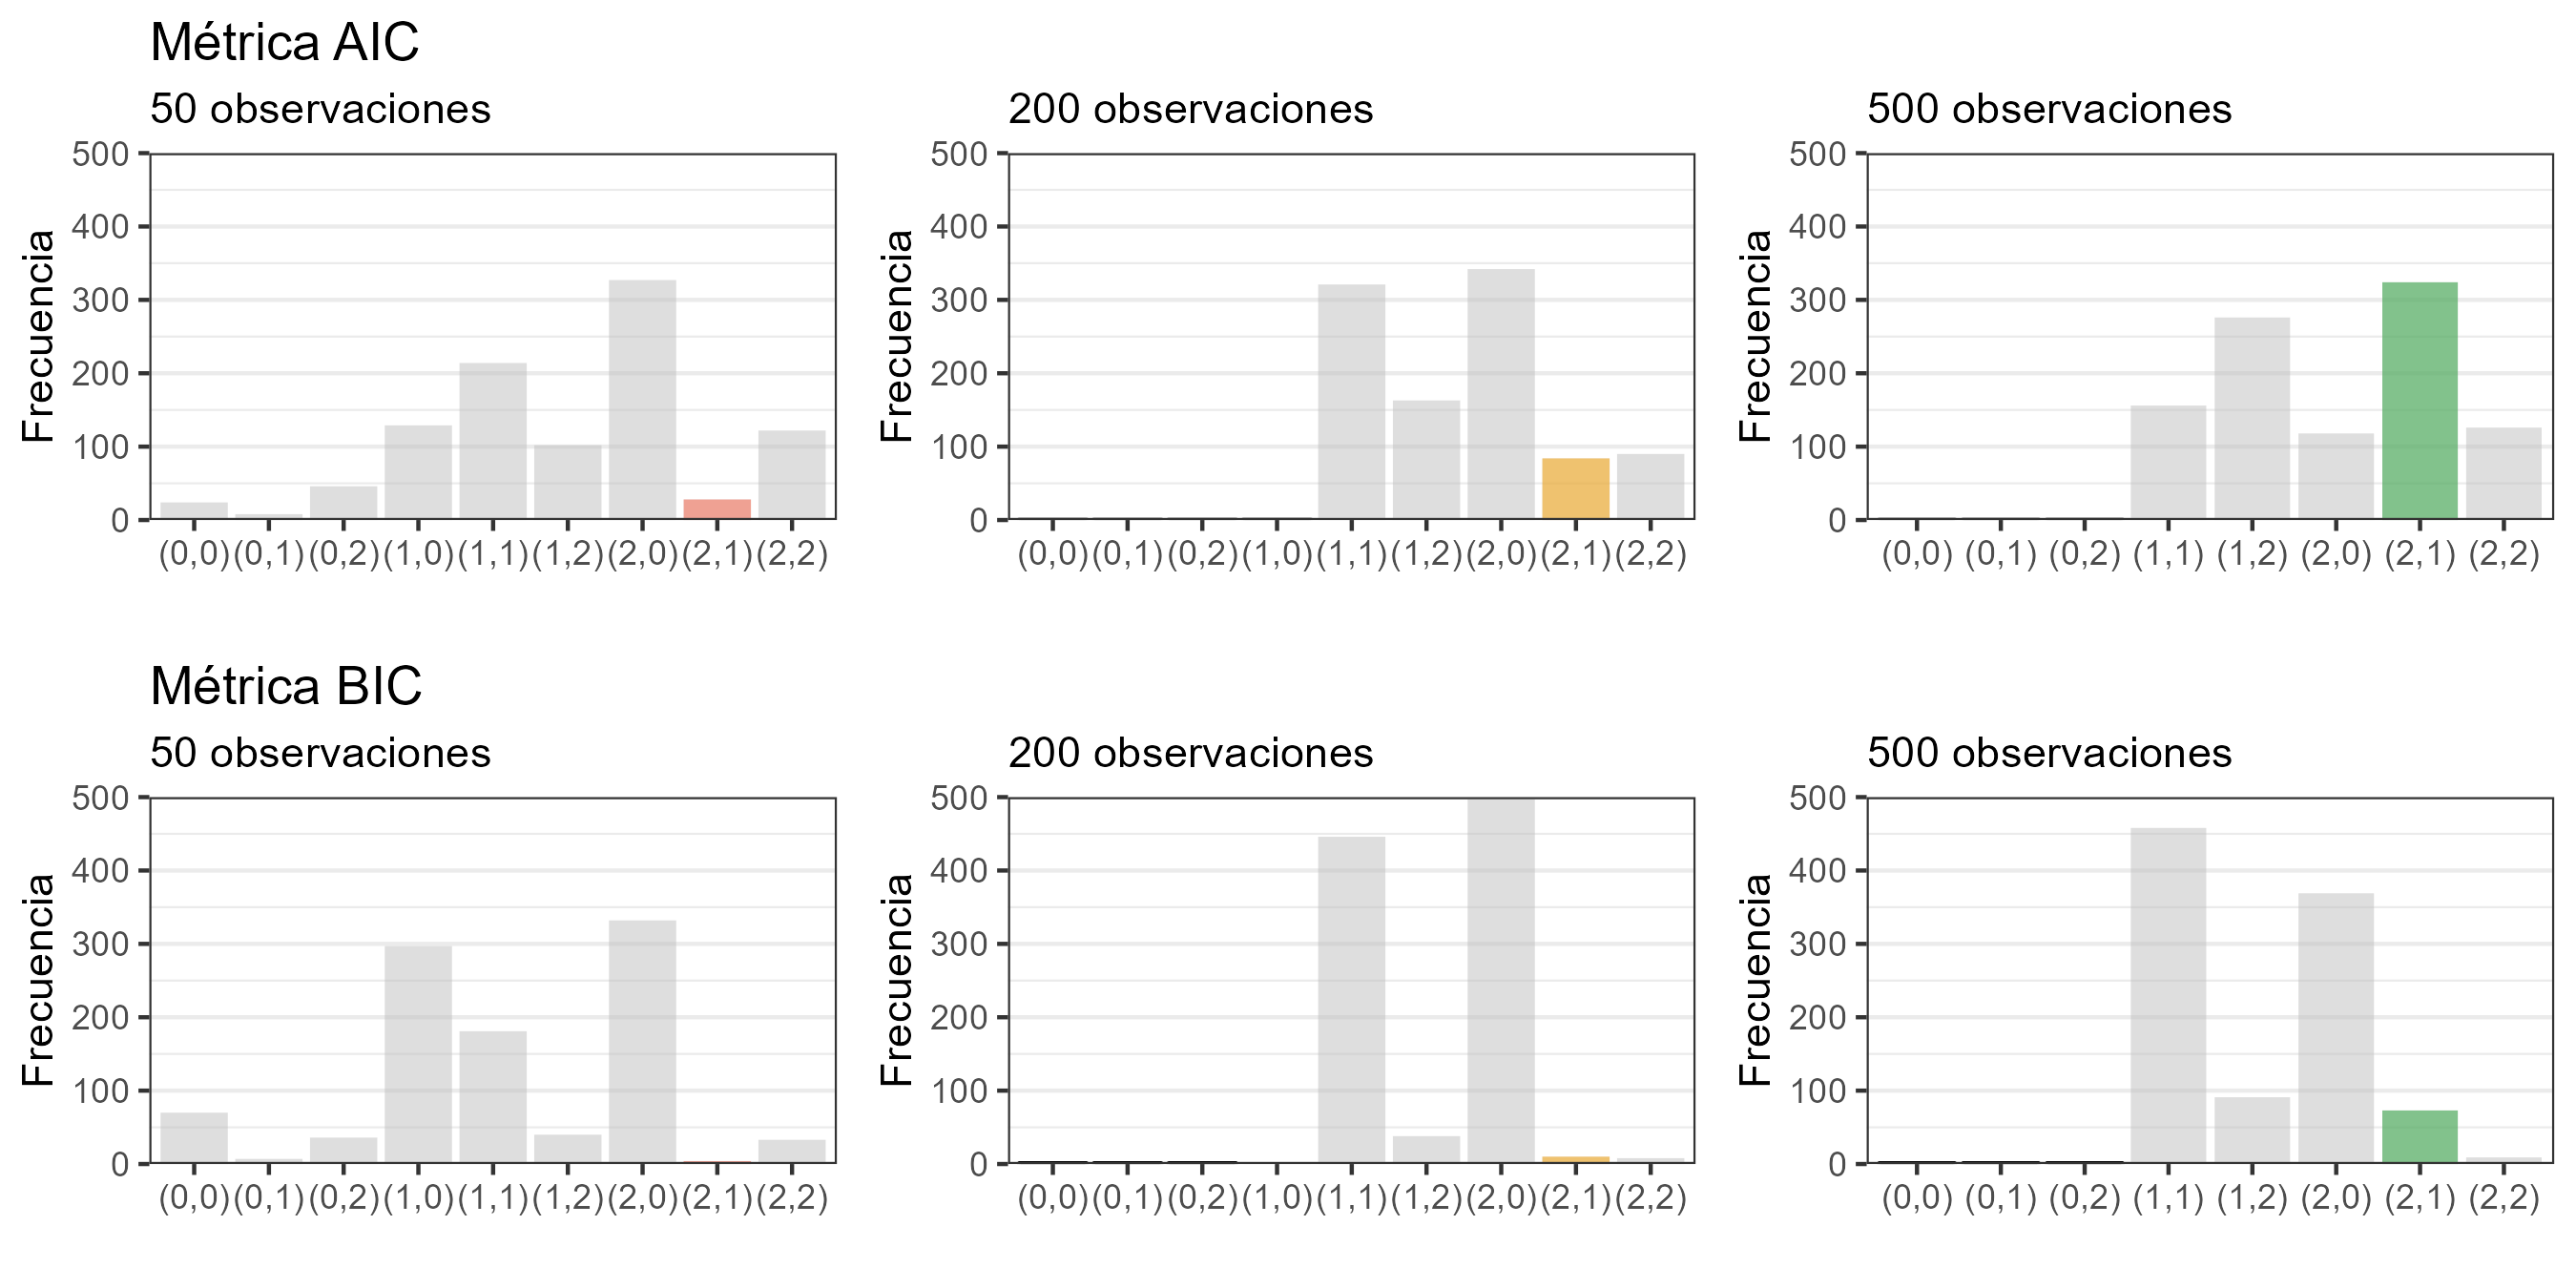 Métrica AIC
50 observaciones
200 observaciones
500 observaciones
Frecuencia
500
400
300
200
100
0
(0,0) (0,1) (0,2) (1,0) (1,1) (1,2) (2,0) (2,1) (2,2)
Frecuencia
500
400
300
200
100
0
(0,0) (0,1) (0,2) (1,0) (1,1) (1,2) (2,0) (2,1) (2,2)
Frecuencia
500
400
300
200
100
0
(0,0) (0,1) (0,2) (1,1) (1,2) (2,0) (2,1) (2,2)
Métrica BIC
50 observaciones
200 observaciones
500 observaciones
Frecuencia
500
400
300
200
100
0
(0,0) (0,1) (0,2) (1,0) (1,1) (1,2) (2,0) (2,1) (2,2)
Frecuencia
500
400
300
200
100
0
(0,0) (0,1) (0,2) (1,0) (1,1) (1,2) (2,0) (2,1) (2,2)
Frecuencia
500
400
300
200
100
0
(0,0) (0,1) (0,2) (1,1) (1,2) (2,0) (2,1) (2,2)